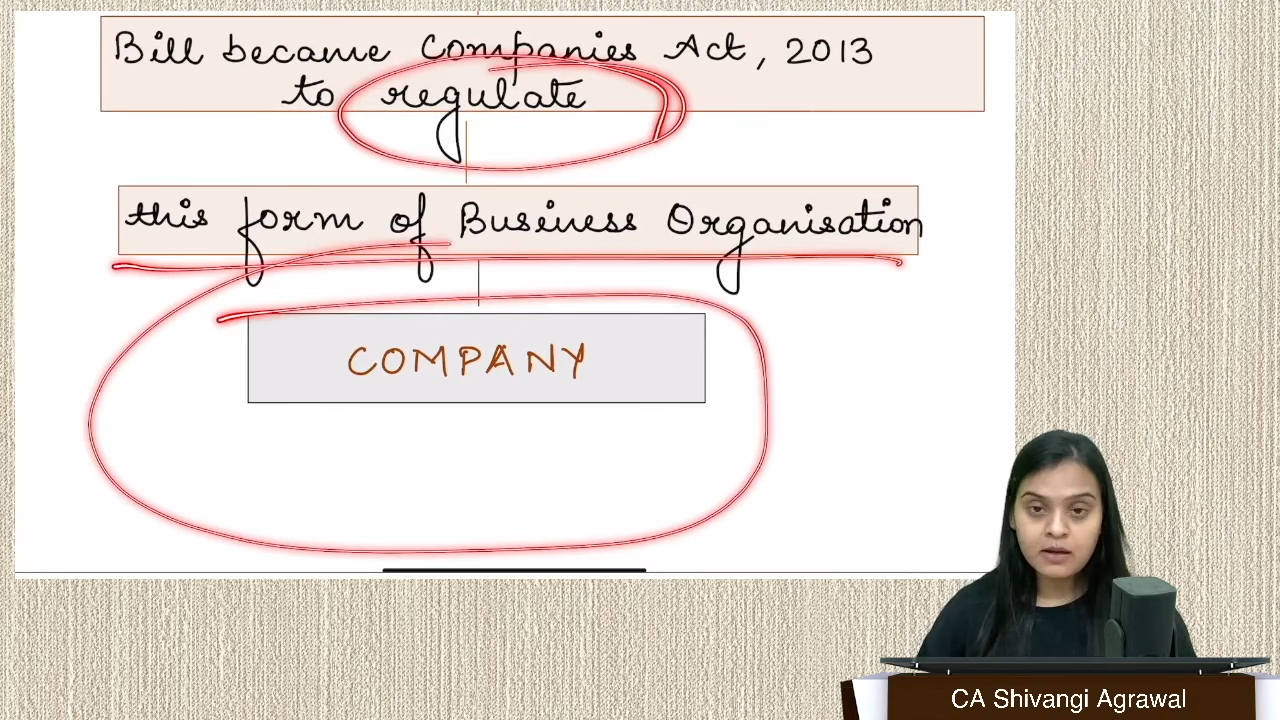 Bill became Companies Act, 2013
to regulate
this form of Business Organisation
COMPANY
CA Shivangi Agrawal